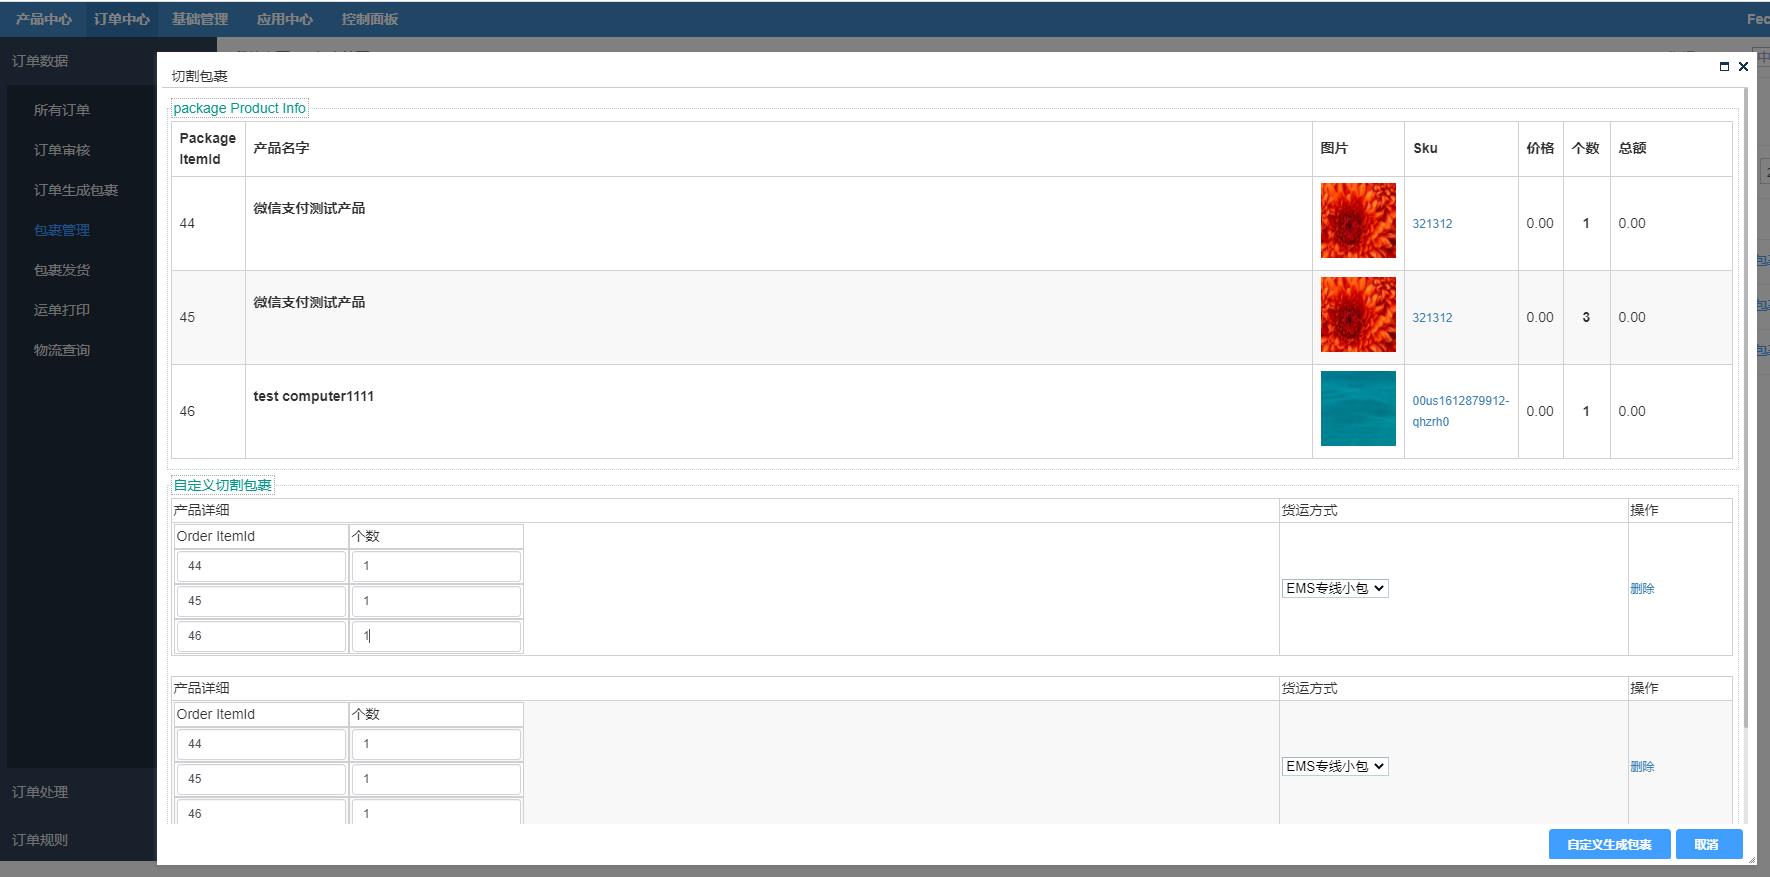 产品中心 订单中心 基础管理 应用中心 控制面板 Fec
订单数据
所有订单
订单审核
订单生成包裹
包裹管理
包裹发货
运单打印
物流查询
订单处理
订单规则
切割包裹
package Product Info
Package ItemId 产品名字 图片 Sku 价格 个数 总额
44 微信支付测试产品 321312 0.00 1 0.00
45 微信支付测试产品 321312 0.00 3 0.00
46 test computer1111 00us1612879912-qhzrh0 0.00 1 0.00
自定义切割包裹
产品详细 货运方式 操作
Order ItemId 个数
44 1
45 1
46 1
EMS专线小包 删除
产品详细 货运方式 操作
Order ItemId 个数
44 1
45 1
46 1
EMS专线小包 删除
自定义生成包裹 取消